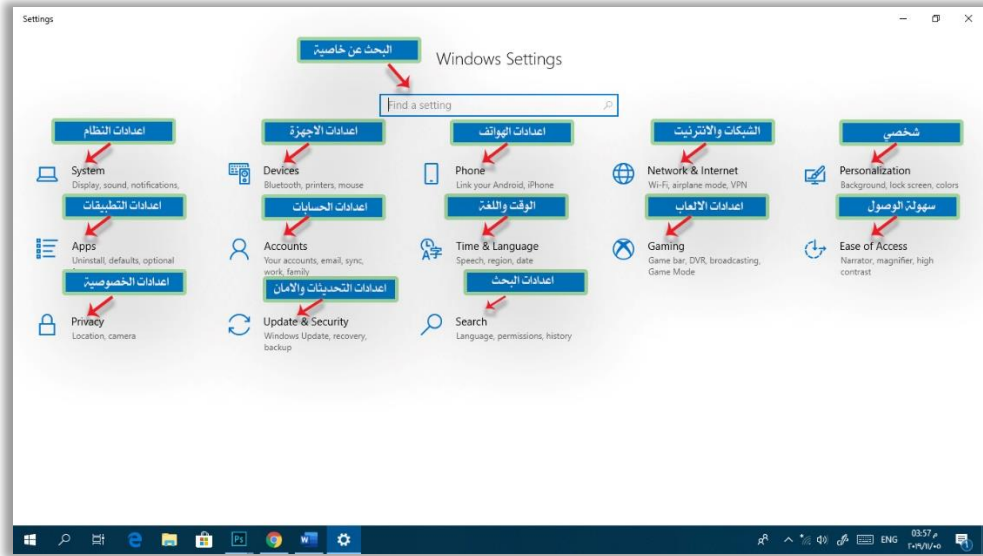 Settings
البحث عن خاصية
Windows Settings
Find a setting
اعدادات النظام
اعدادات الاجهزة
اعدادات الهواتف
الشبكات والانترنيت
شخصي
System
Display, sound, notifications,
Devices
Bluetooth, printers, mouse
Phone
Link your Android, iPhone
Network & Internet
Wi-Fi, airplane mode, VPN
Personalization
Background, lock screen, colors
اعدادات التطبيقات
اعدادات الحسابات
الوقت واللغة
اعدادات الالعاب
سهولة الوصول
Apps
Uninstall, defaults, optional
Accounts
Your accounts, email, sync,
work, family
Time & Language
Speech, region, date
Gaming
Game bar, DVR, broadcasting,
Game Mode
Ease of Access
Narrator, magnifier, high
contrast
اعدادات الخصوصية
اعدادات التحديثات والامان
اعدادات البحث
Privacy
Location, camera
Update & Security
Windows Update, recovery,
backup
Search
Language, permissions, history
Ps
ENG
03:57 م
٢٠١٩/١١/٠٥